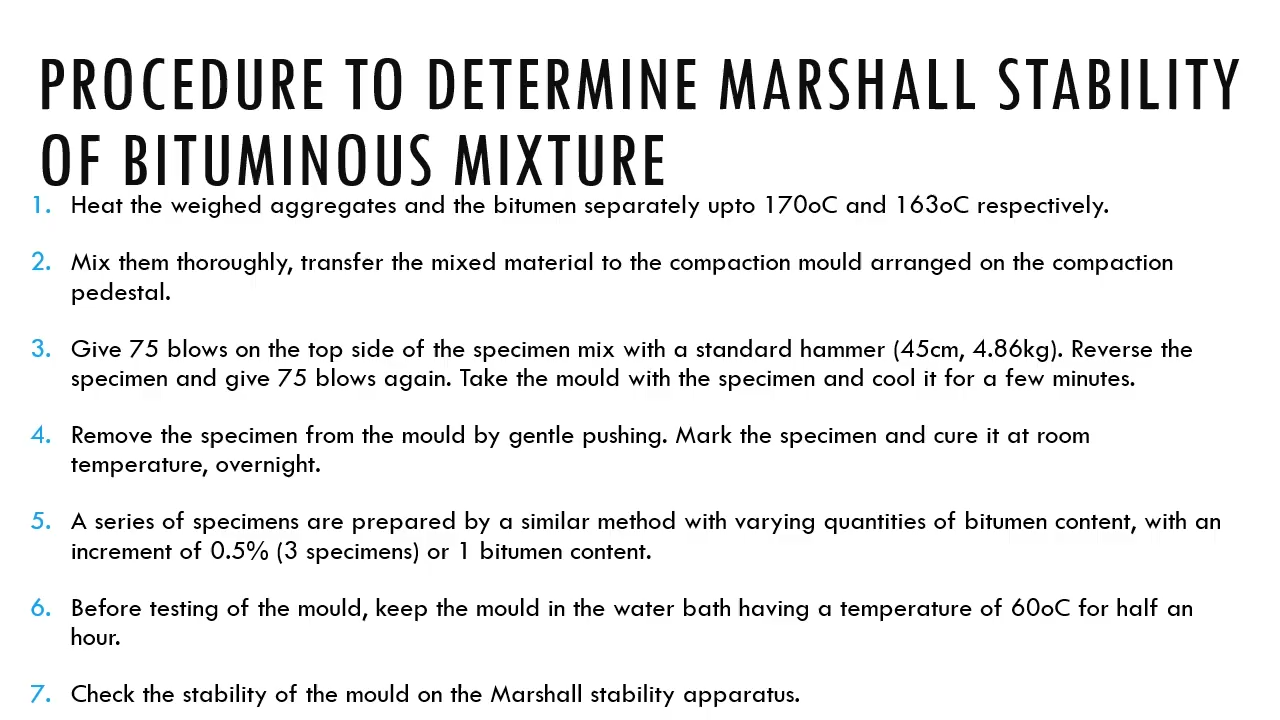 PROCEDURE TO DETERMINE MARSHALL STABILITY
OF BITUMINOUS MIXTURE
1. Heat the weighed aggregates and the bitumen separately upto 170oC and 163oC respectively.
2. Mix them thoroughly, transfer the mixed material to the compaction mould arranged on the compaction
pedestal.
3. Give 75 blows on the top side of the specimen mix with a standard hammer (45cm, 4.86kg). Reverse the
specimen and give 75 blows again. Take the mould with the specimen and cool it for a few minutes.
4. Remove the specimen from the mould by gentle pushing. Mark the specimen and cure it at room
temperature, overnight.
5. A series of specimens are prepared by a similar method with varying quantities of bitumen content, with an
increment of 0.5% (3 specimens) or 1 bitumen content.
6. Before testing of the mould, keep the mould in the water bath having a temperature of 60oC for half an
hour.
7. Check the stability of the mould on the Marshall stability apparatus.